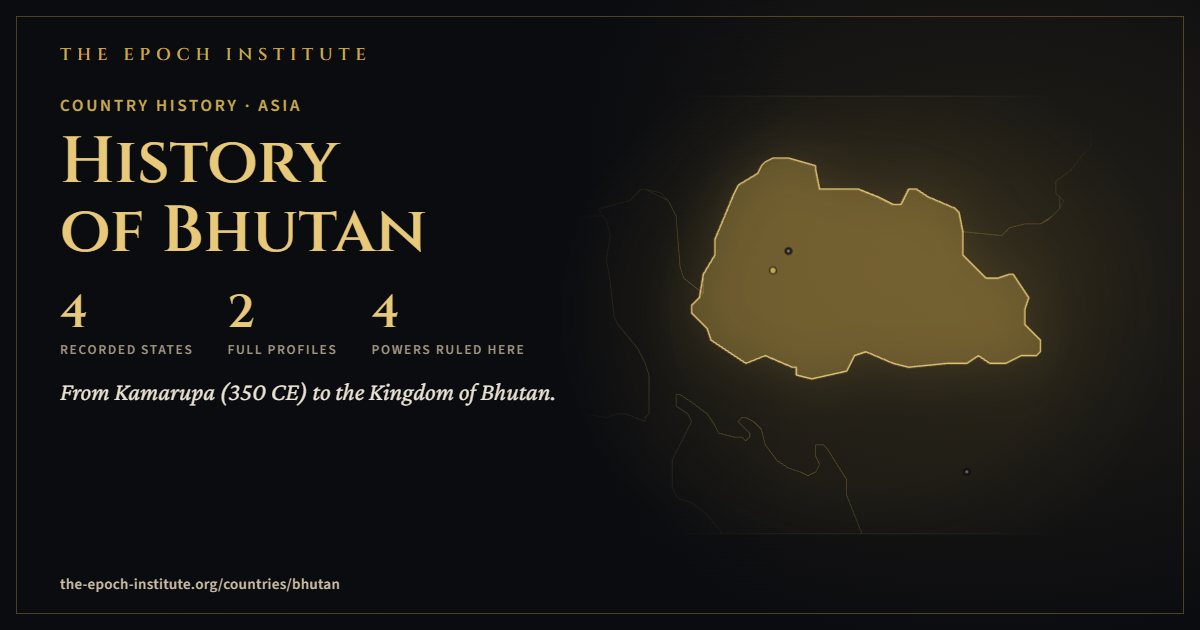 THE EPOCH INSTITUTE
COUNTRY HISTORY · ASIA
History
of Bhutan
4 2 4
RECORDED STATES FULL PROFILES POWERS RULED HERE
From Kamarupa (350 CE) to the Kingdom of Bhutan.
the-epoch-institute.org/countries/bhutan